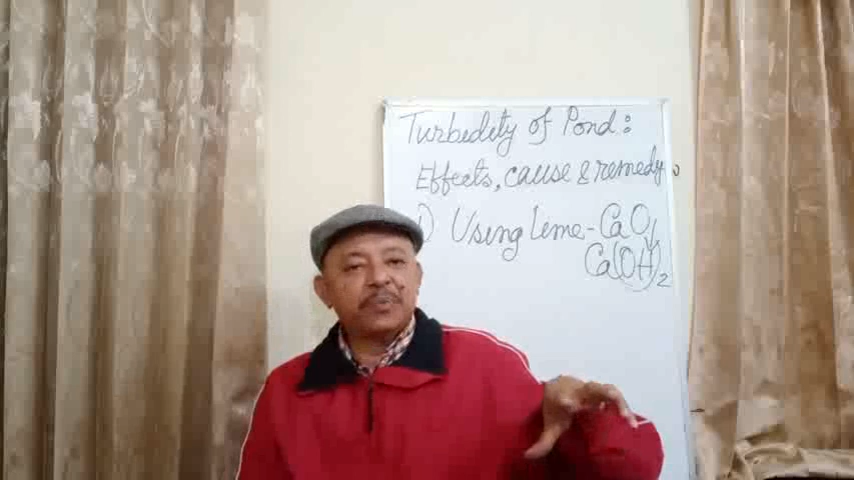 Turbedity of Pond:
Effects, cause & remedy
1) Using lime - CaO,
Ca(OH)2